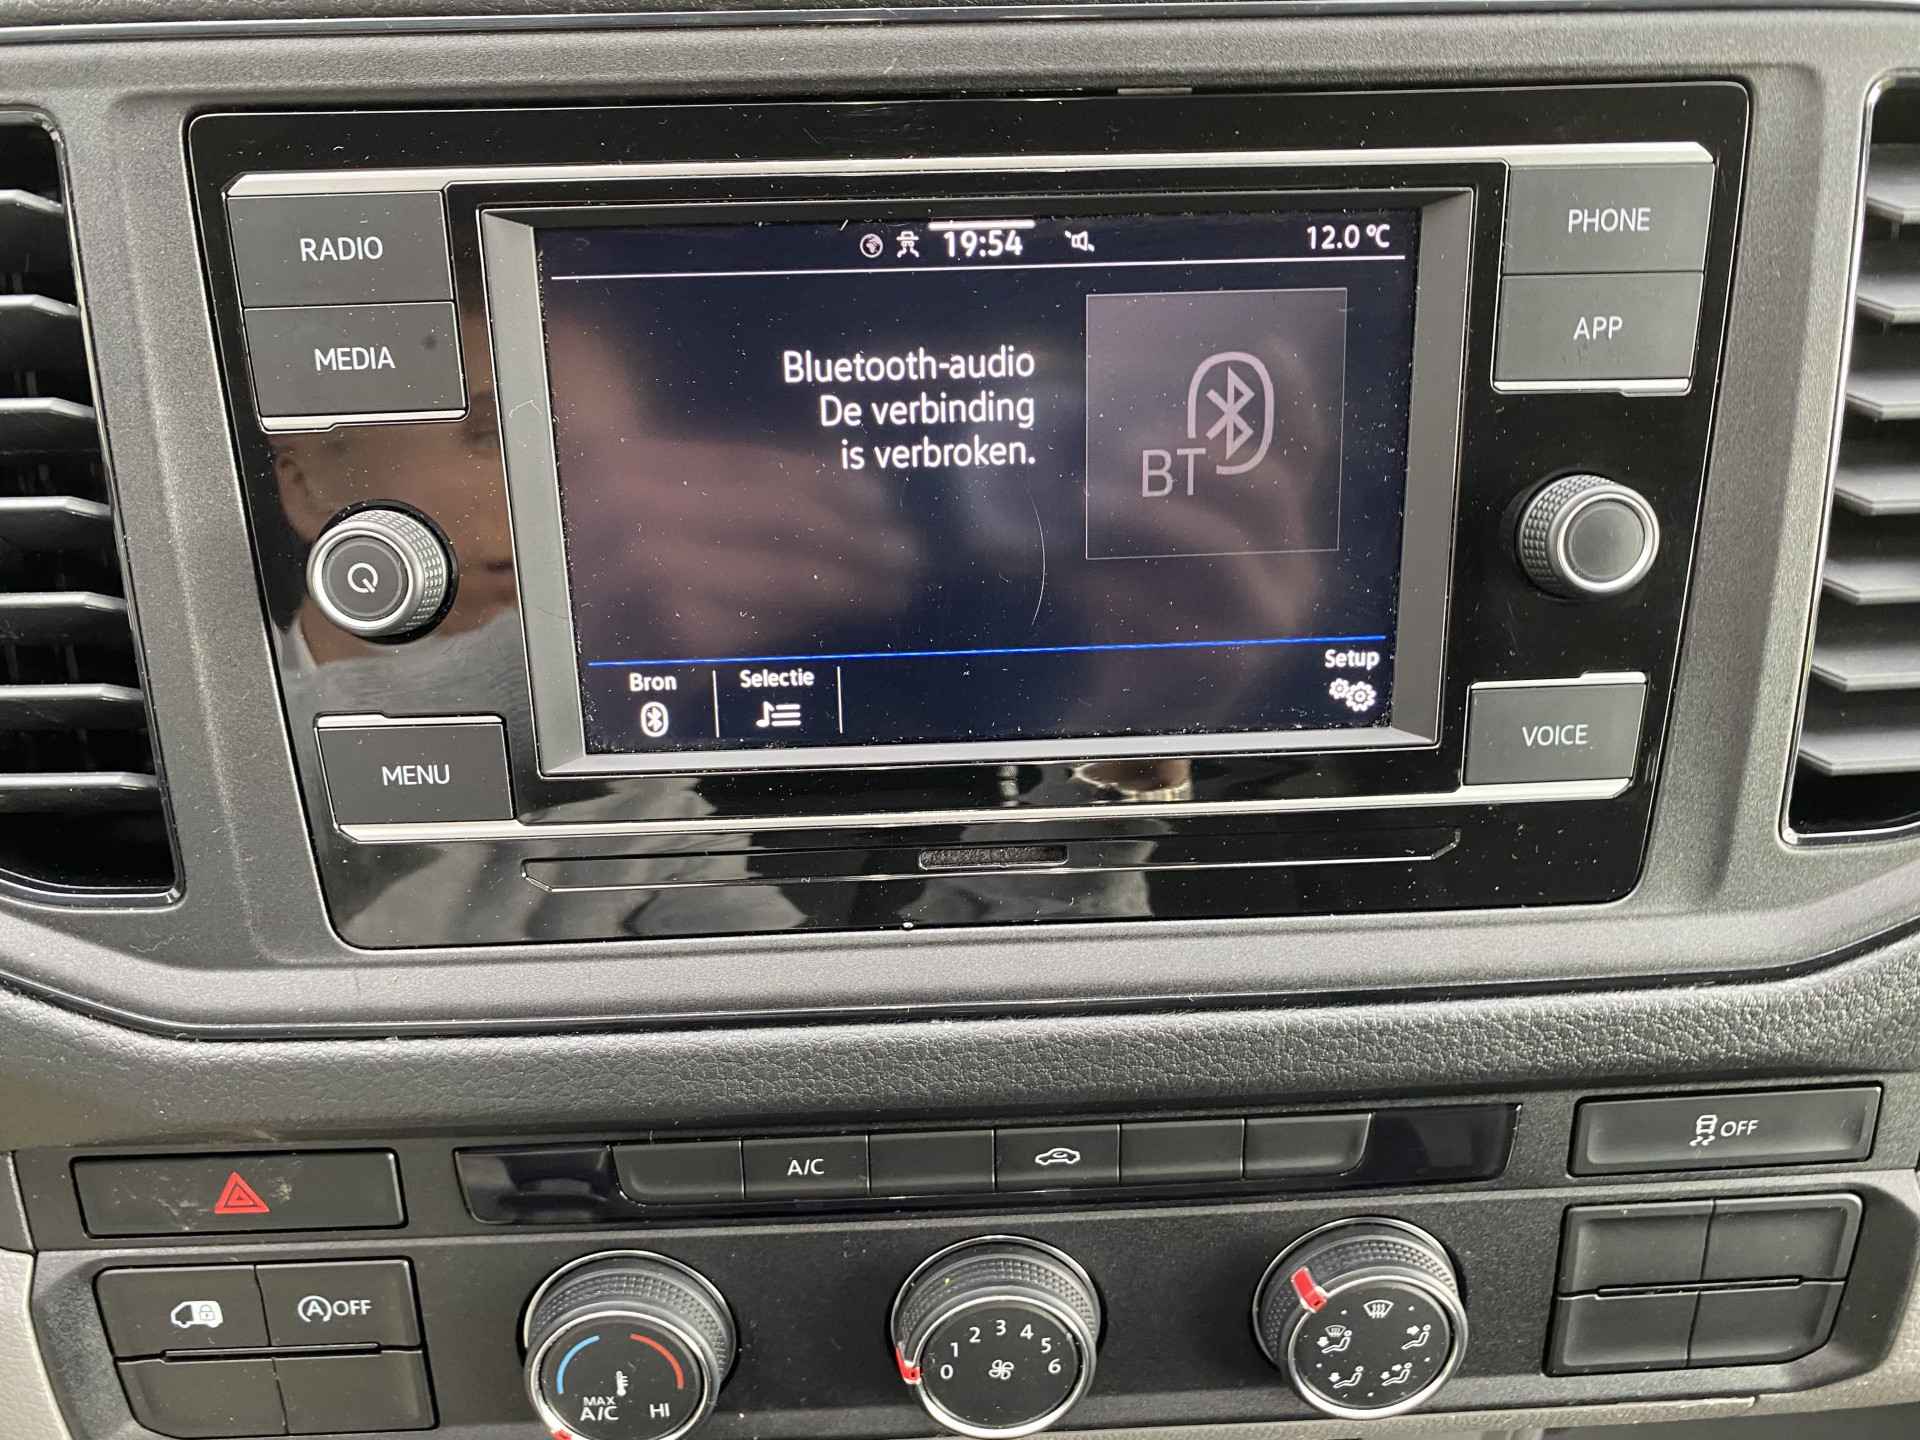 RADIO
MEDIA
MENU
PHONE
APP
VOICE
19:54
12.0 °C
Bluetooth-audio
De verbinding
is verbroken.
BT
Bron
Selectie
Setup
A/C
OFF
OFF
MAX
A/C
HI
0 1 2 3 4 5 6